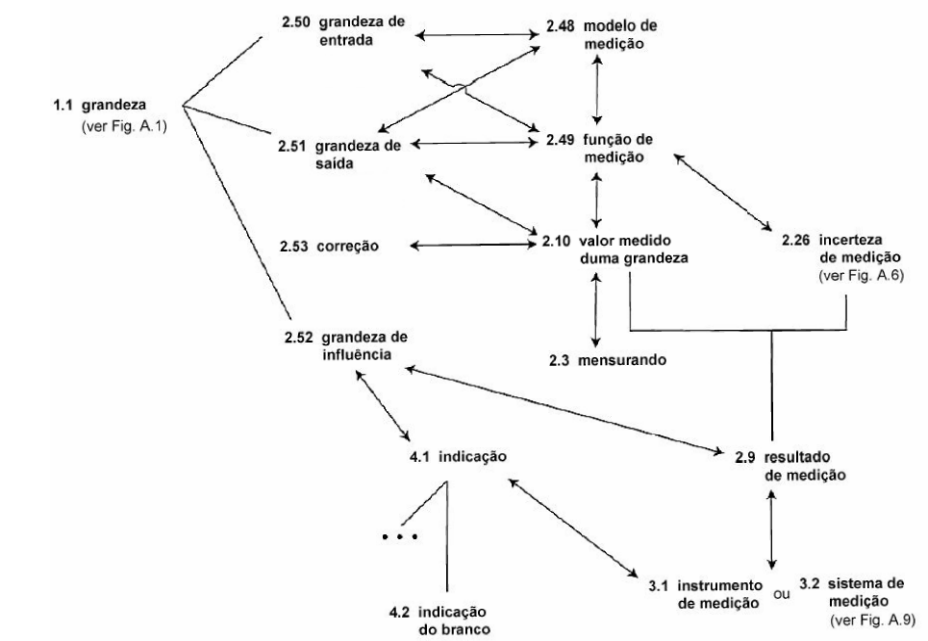 2.50 grandeza de
entrada
2.48 modelo de
medição
1.1 grandeza
(ver Fig. A.1)
2.51 grandeza de
saída
2.49 função de
medição
2.53 correção
2.10 valor medido
duma grandeza
2.26 incerteza
de medição
(ver Fig. A.6)
2.52 grandeza de
influência
2.3 mensurando
4.1 indicação
2.9 resultado
de medição
• • •
3.1 instrumento
de medição
ou
3.2 sistema de
medição
(ver Fig. A.9)
4.2 indicação
do branco